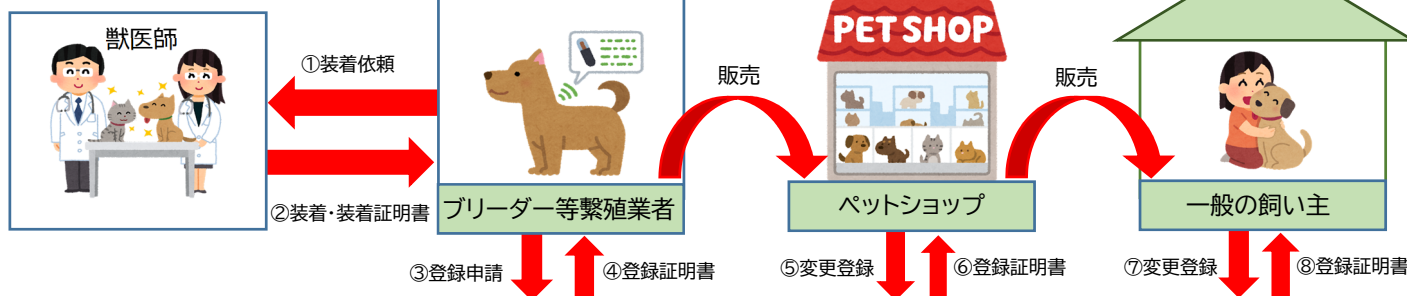 獣医師
①装着依頼
②装着・装着証明書
ブリーダー等繫殖業者
③登録申請
④登録証明書
販売
PET SHOP
ペットショップ
⑤変更登録
⑥登録証明書
販売
一般の飼い主
⑦変更登録
⑧登録証明書